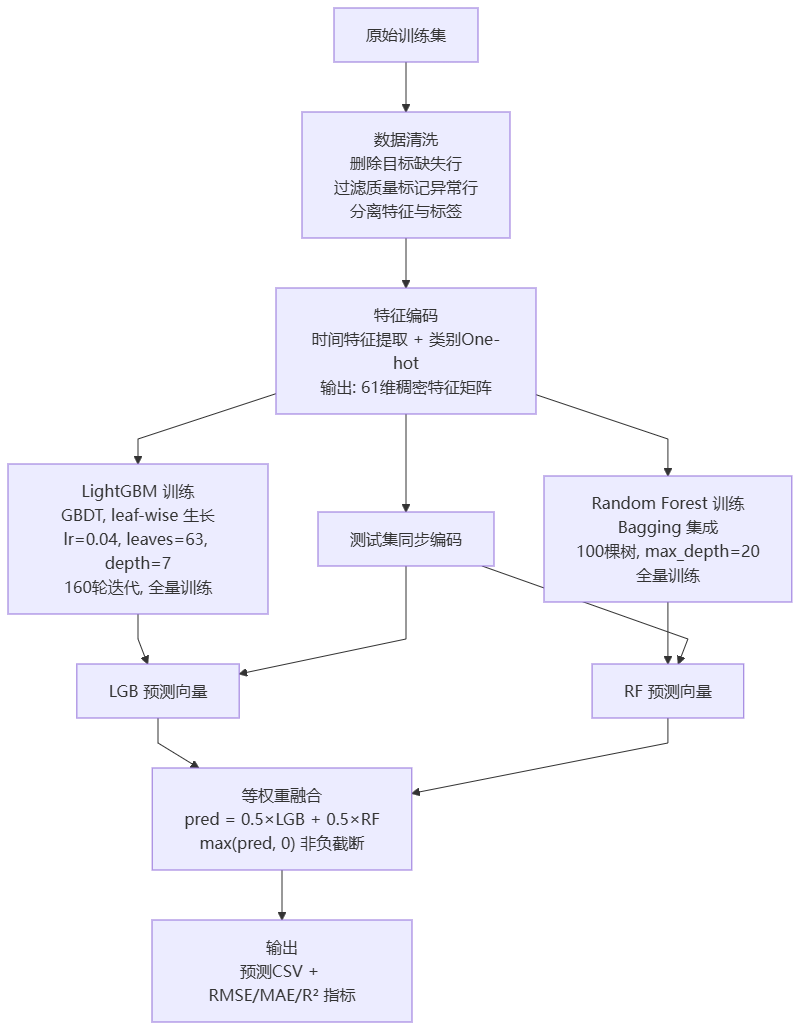 原始训练集
数据清洗
删除目标缺失行
过滤质量标记异常行
分离特征与标签
特征编码
时间特征提取 + 类别One-
hot
输出: 61维稠密特征矩阵
LightGBM 训练
GBDT, leaf-wise 生长
lr=0.04, leaves=63,
depth=7
160轮迭代, 全量训练
测试集同步编码
Random Forest 训练
Bagging 集成
100棵树, max_depth=20
全量训练
LGB 预测向量
RF 预测向量
等权重融合
pred = 0.5×LGB + 0.5×RF
max(pred, 0) 非负截断
输出
预测CSV +
RMSE/MAE/R² 指标